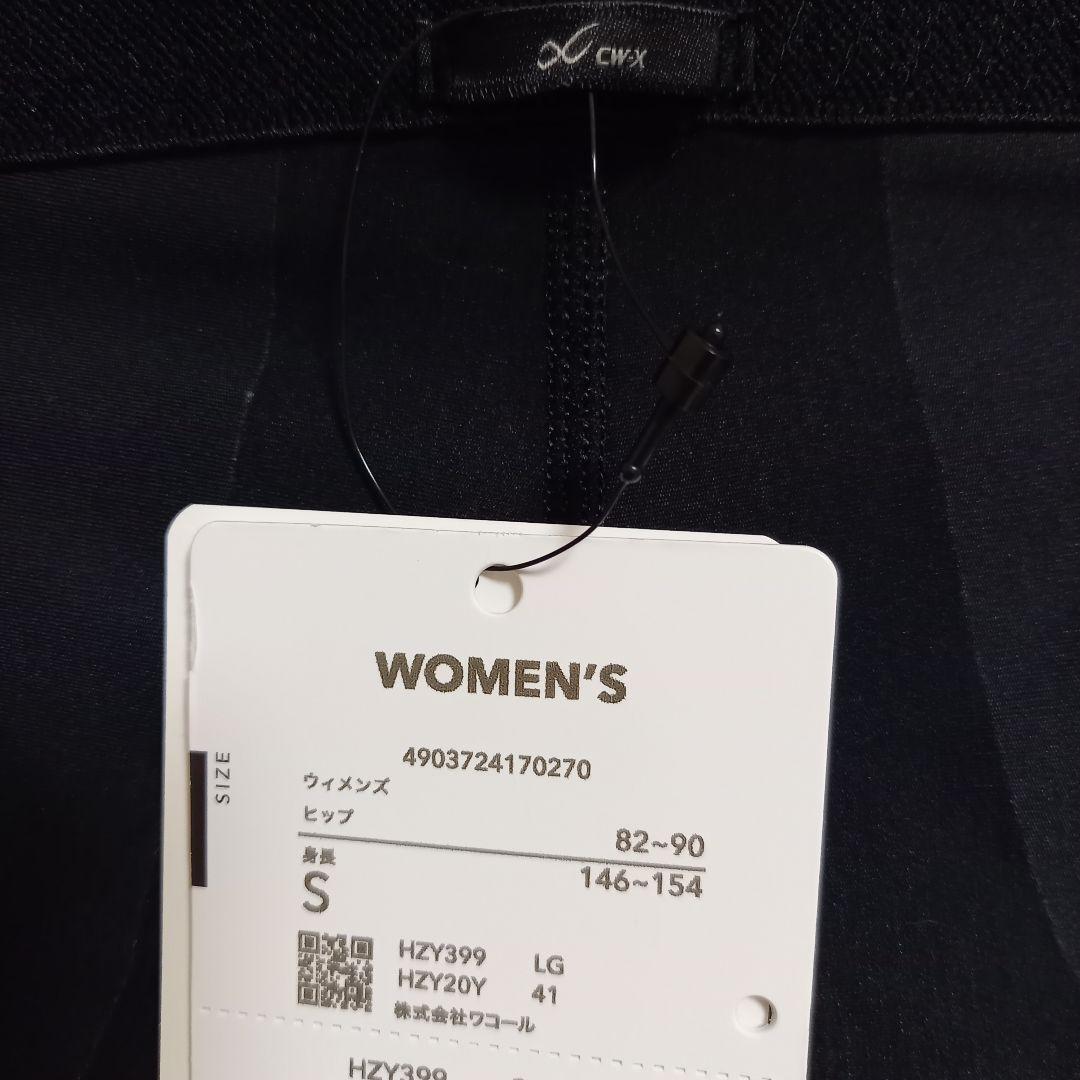 CW-X
WOMEN'S
4903724170270
SIZE
ウィメンズ
ヒップ 82~90
身長 146~154
S
HZY399 LG
HZY20Y 41
株式会社ワコール
HZY399